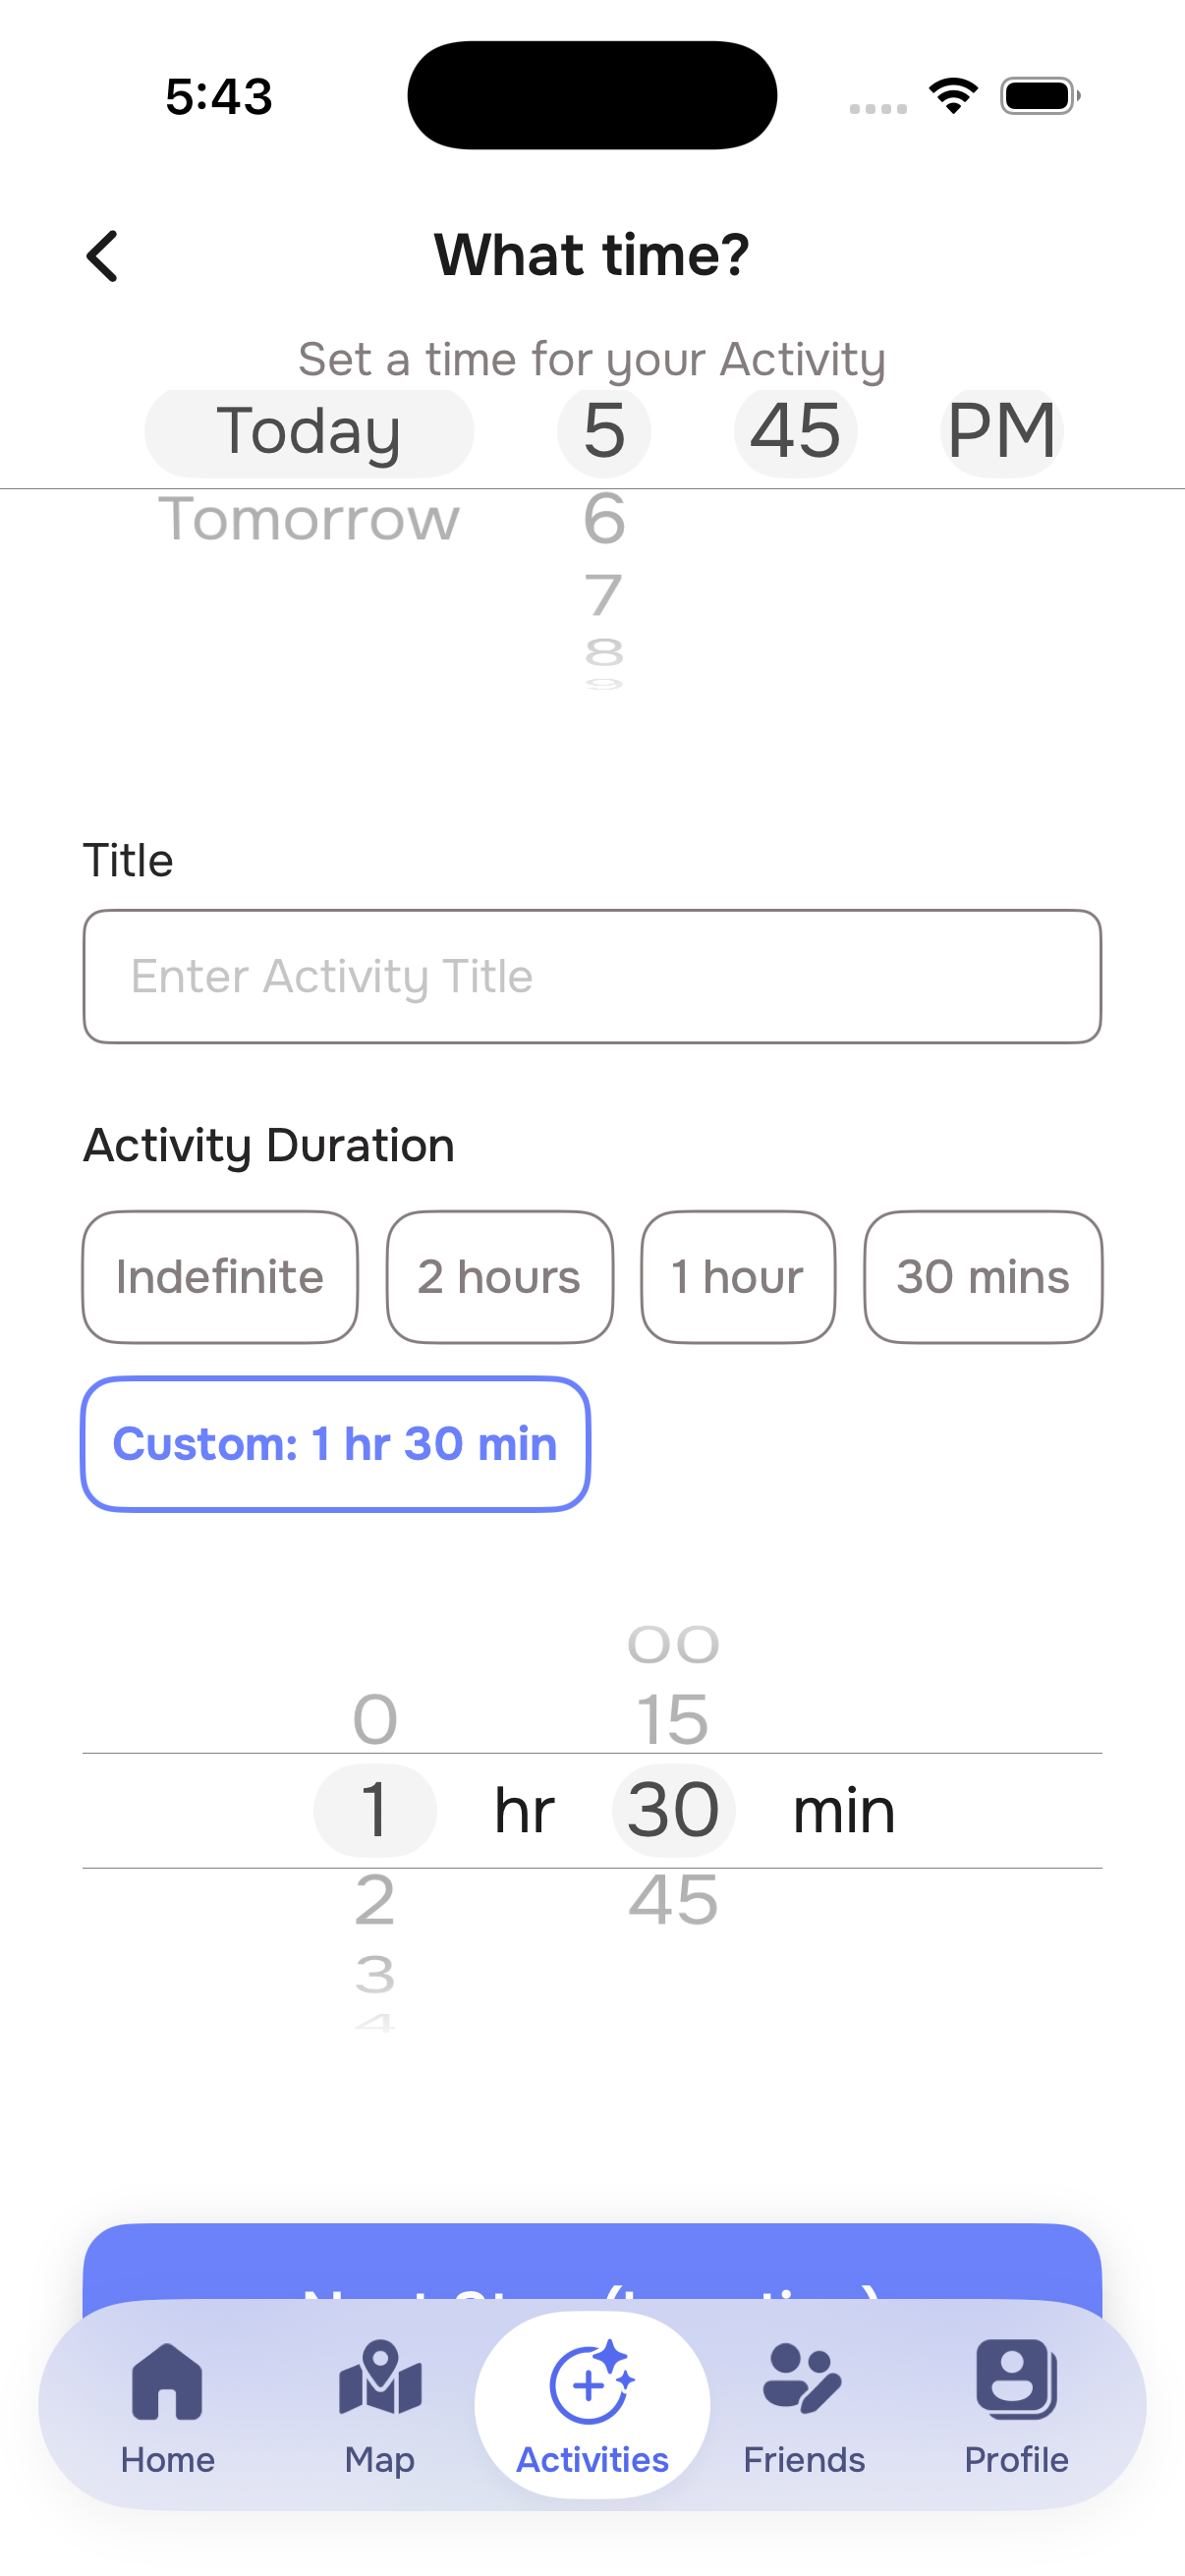 5:43
What time?
Set a time for your Activity
Today 5 45 PM
Tomorrow 6
7
8
9
Title
Enter Activity Title
Activity Duration
Indefinite 2 hours 1 hour 30 mins
Custom: 1 hr 30 min
00
0 15
1 hr 30 min
2 45
3
4
Home Map Activities Friends Profile